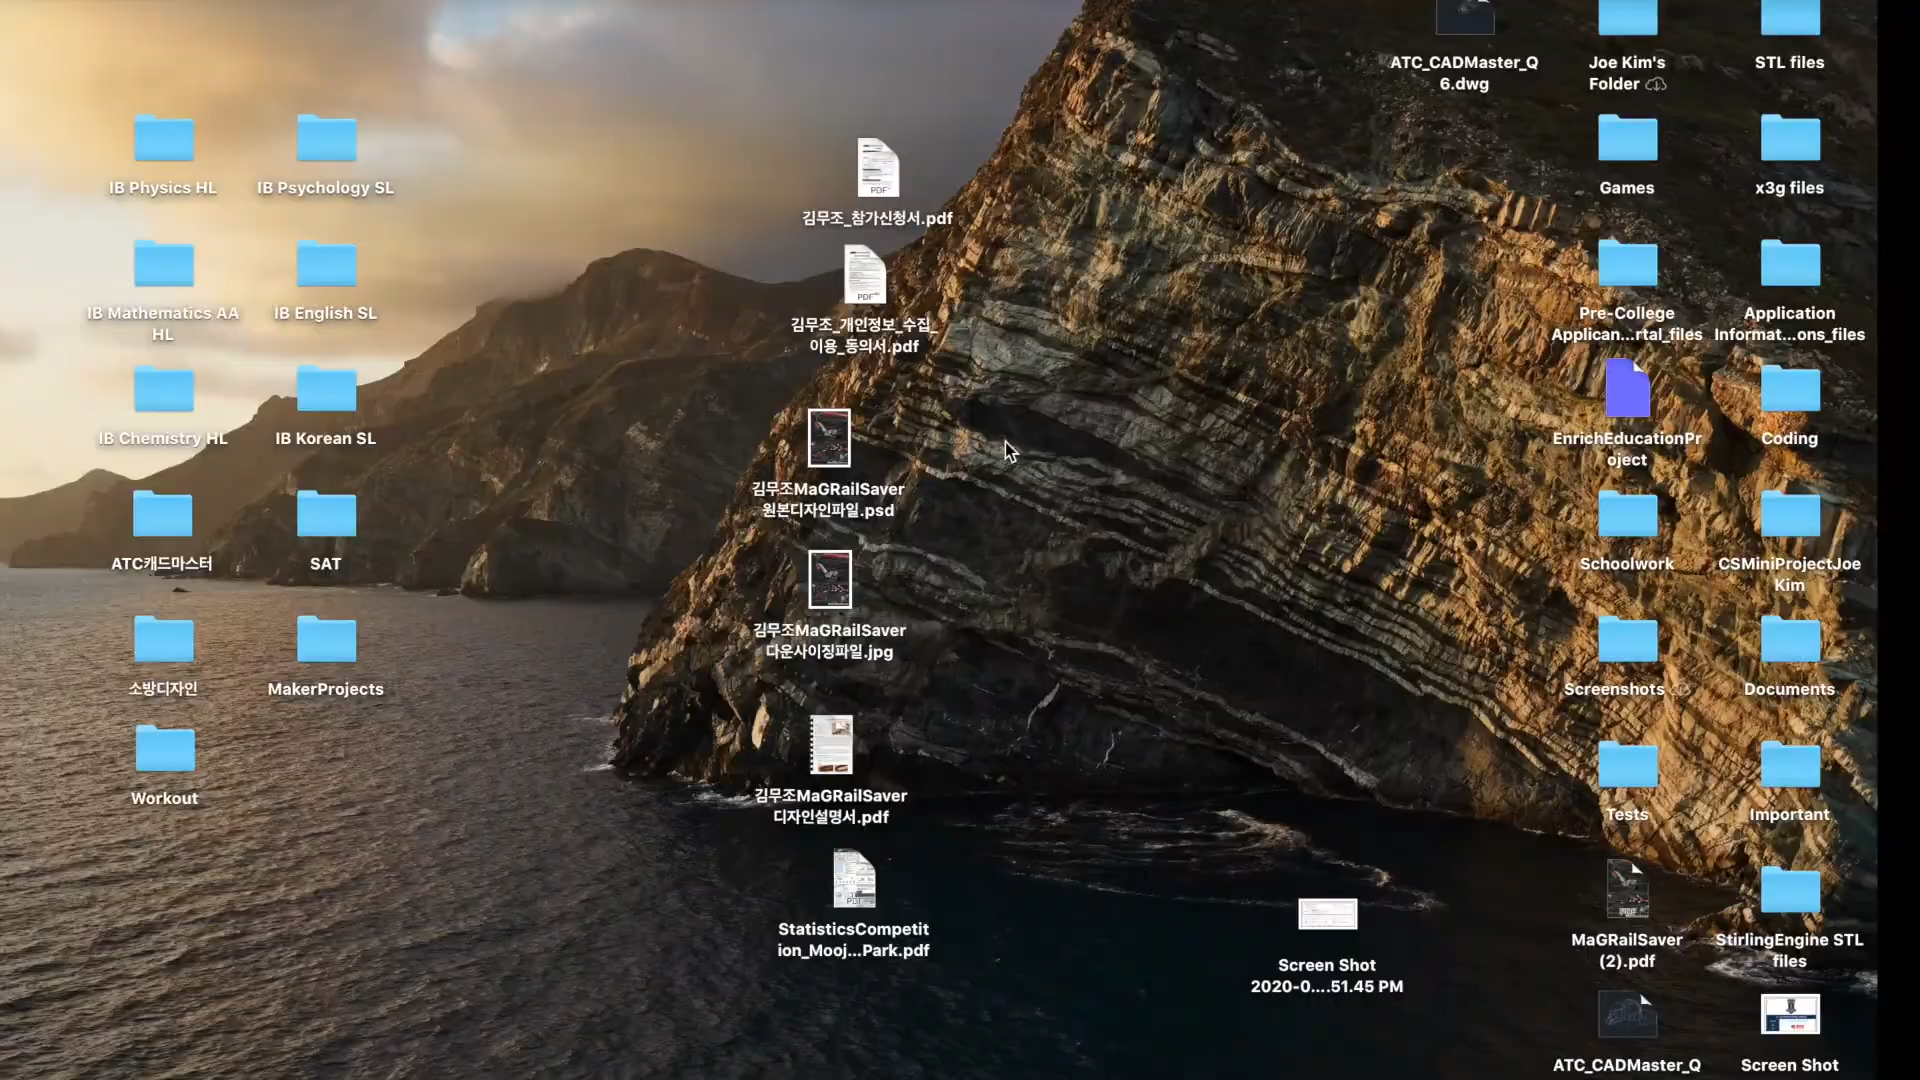 ATC_CADMaster_Q
6.dwg
Joe Kim's
Folder
STL files
IB Physics HL
IB Psychology SL
PDF
김무조_참가신청서.pdf
Games
x3g files
IB Mathematics AA
HL
IB English SL
PDF
김무조_개인정보_수집_
이용_동의서.pdf
Pre-College
Applican...rtal_files
Application
Informat...ons_files
IB Chemistry HL
IB Korean SL
김무조MaGRailSaver
원본디자인파일.psd
EnrichEducationPr
oject
Coding
ATC캐드마스터
SAT
김무조MaGRailSaver
다운사이징파일.jpg
Schoolwork
CSMiniProjectJoe
Kim
소방디자인
MakerProjects
Screenshots
Documents
Workout
김무조MaGRailSaver
디자인설명서.pdf
Tests
Important
PDF
StatisticsCompetit
ion_Mooj...Park.pdf
Screen Shot
2020-0....51.45 PM
PDF
MaGRailSaver
(2).pdf
StirlingEngine STL
files
ATC_CADMaster_Q
Screen Shot